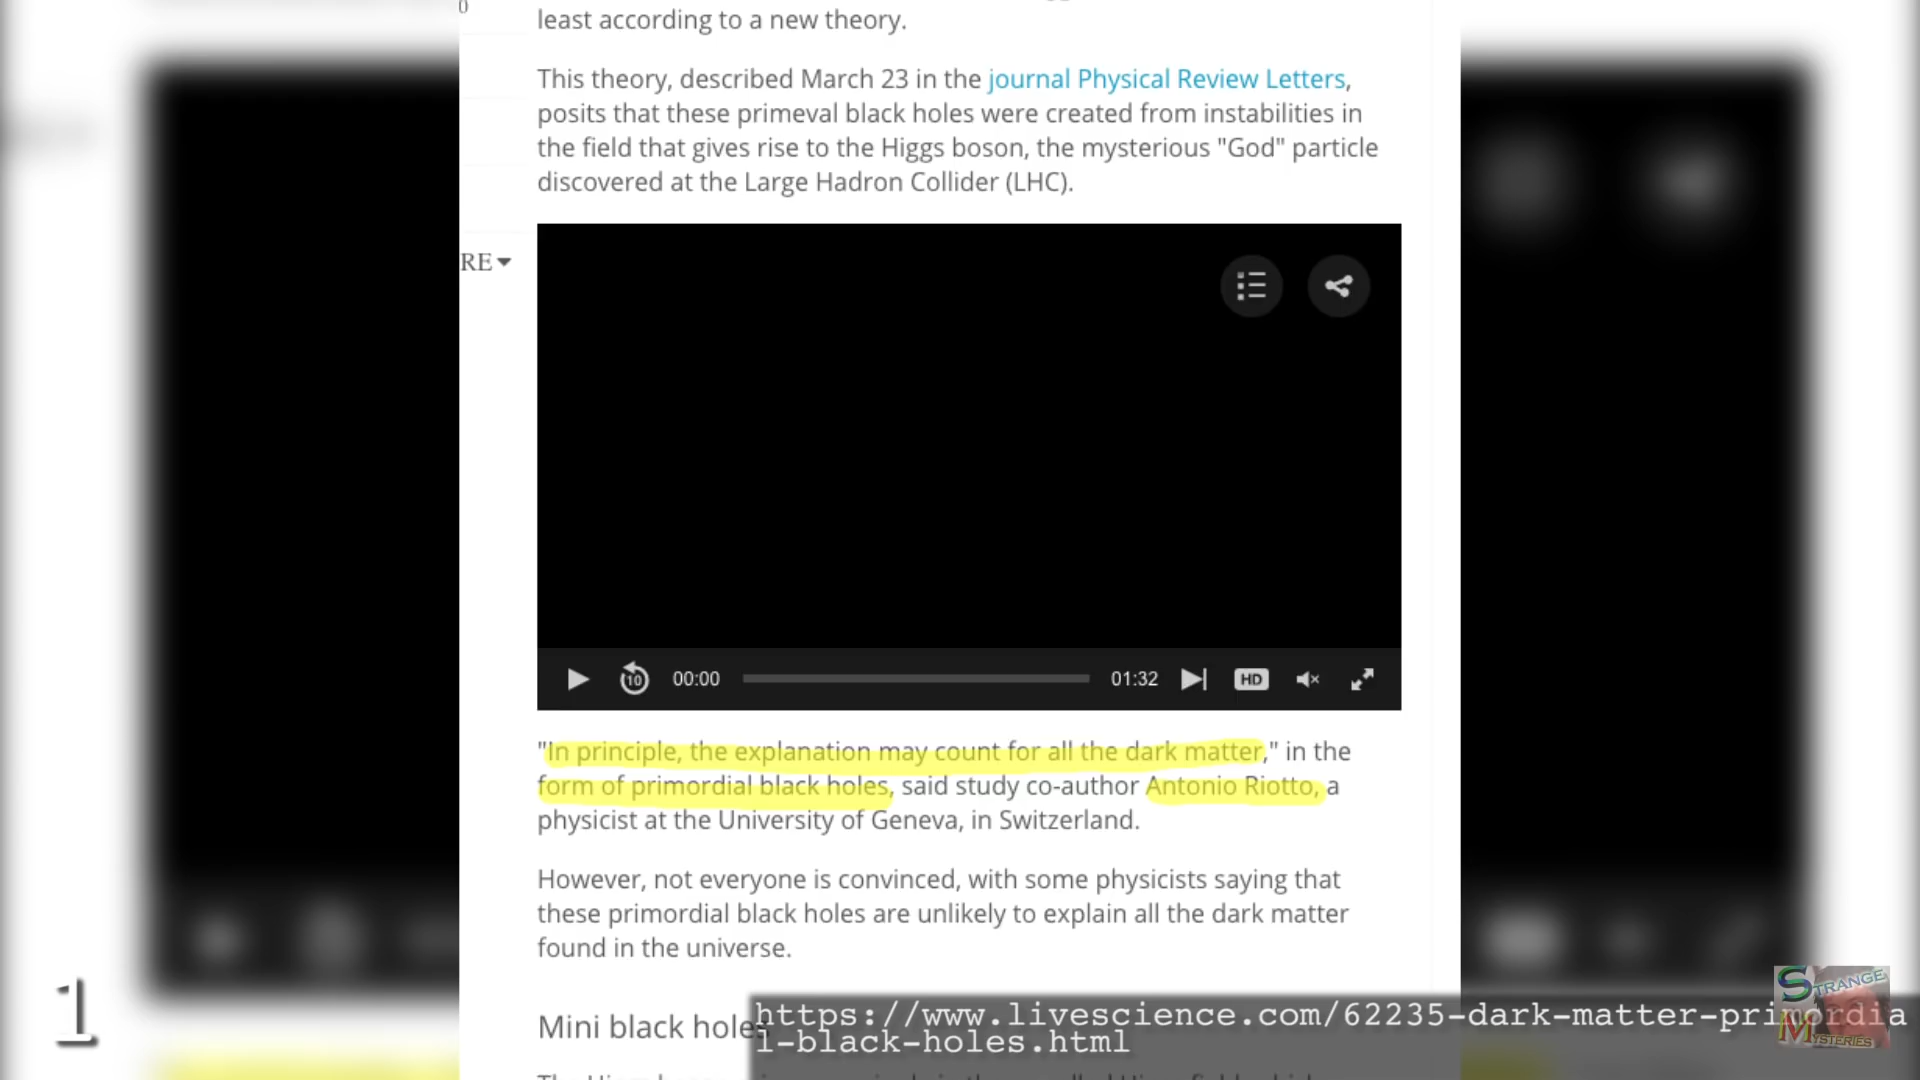 least according to a new theory.
This theory, described March 23 in the journal Physical Review Letters,
posits that these primeval black holes were created from instabilities in
the field that gives rise to the Higgs boson, the mysterious "God" particle
discovered at the Large Hadron Collider (LHC).
RE
10
00:00
01:32
HD
"In principle, the explanation may count for all the dark matter," in the
form of primordial black holes, said study co-author Antonio Riotto, a
physicist at the University of Geneva, in Switzerland.
However, not everyone is convinced, with some physicists saying that
these primordial black holes are unlikely to explain all the dark matter
found in the universe.
1
Mini black holes
https://www.livescience.com/62235-dark-matter-primordia
l-black-holes.html
STRANGE
MYSTERIES